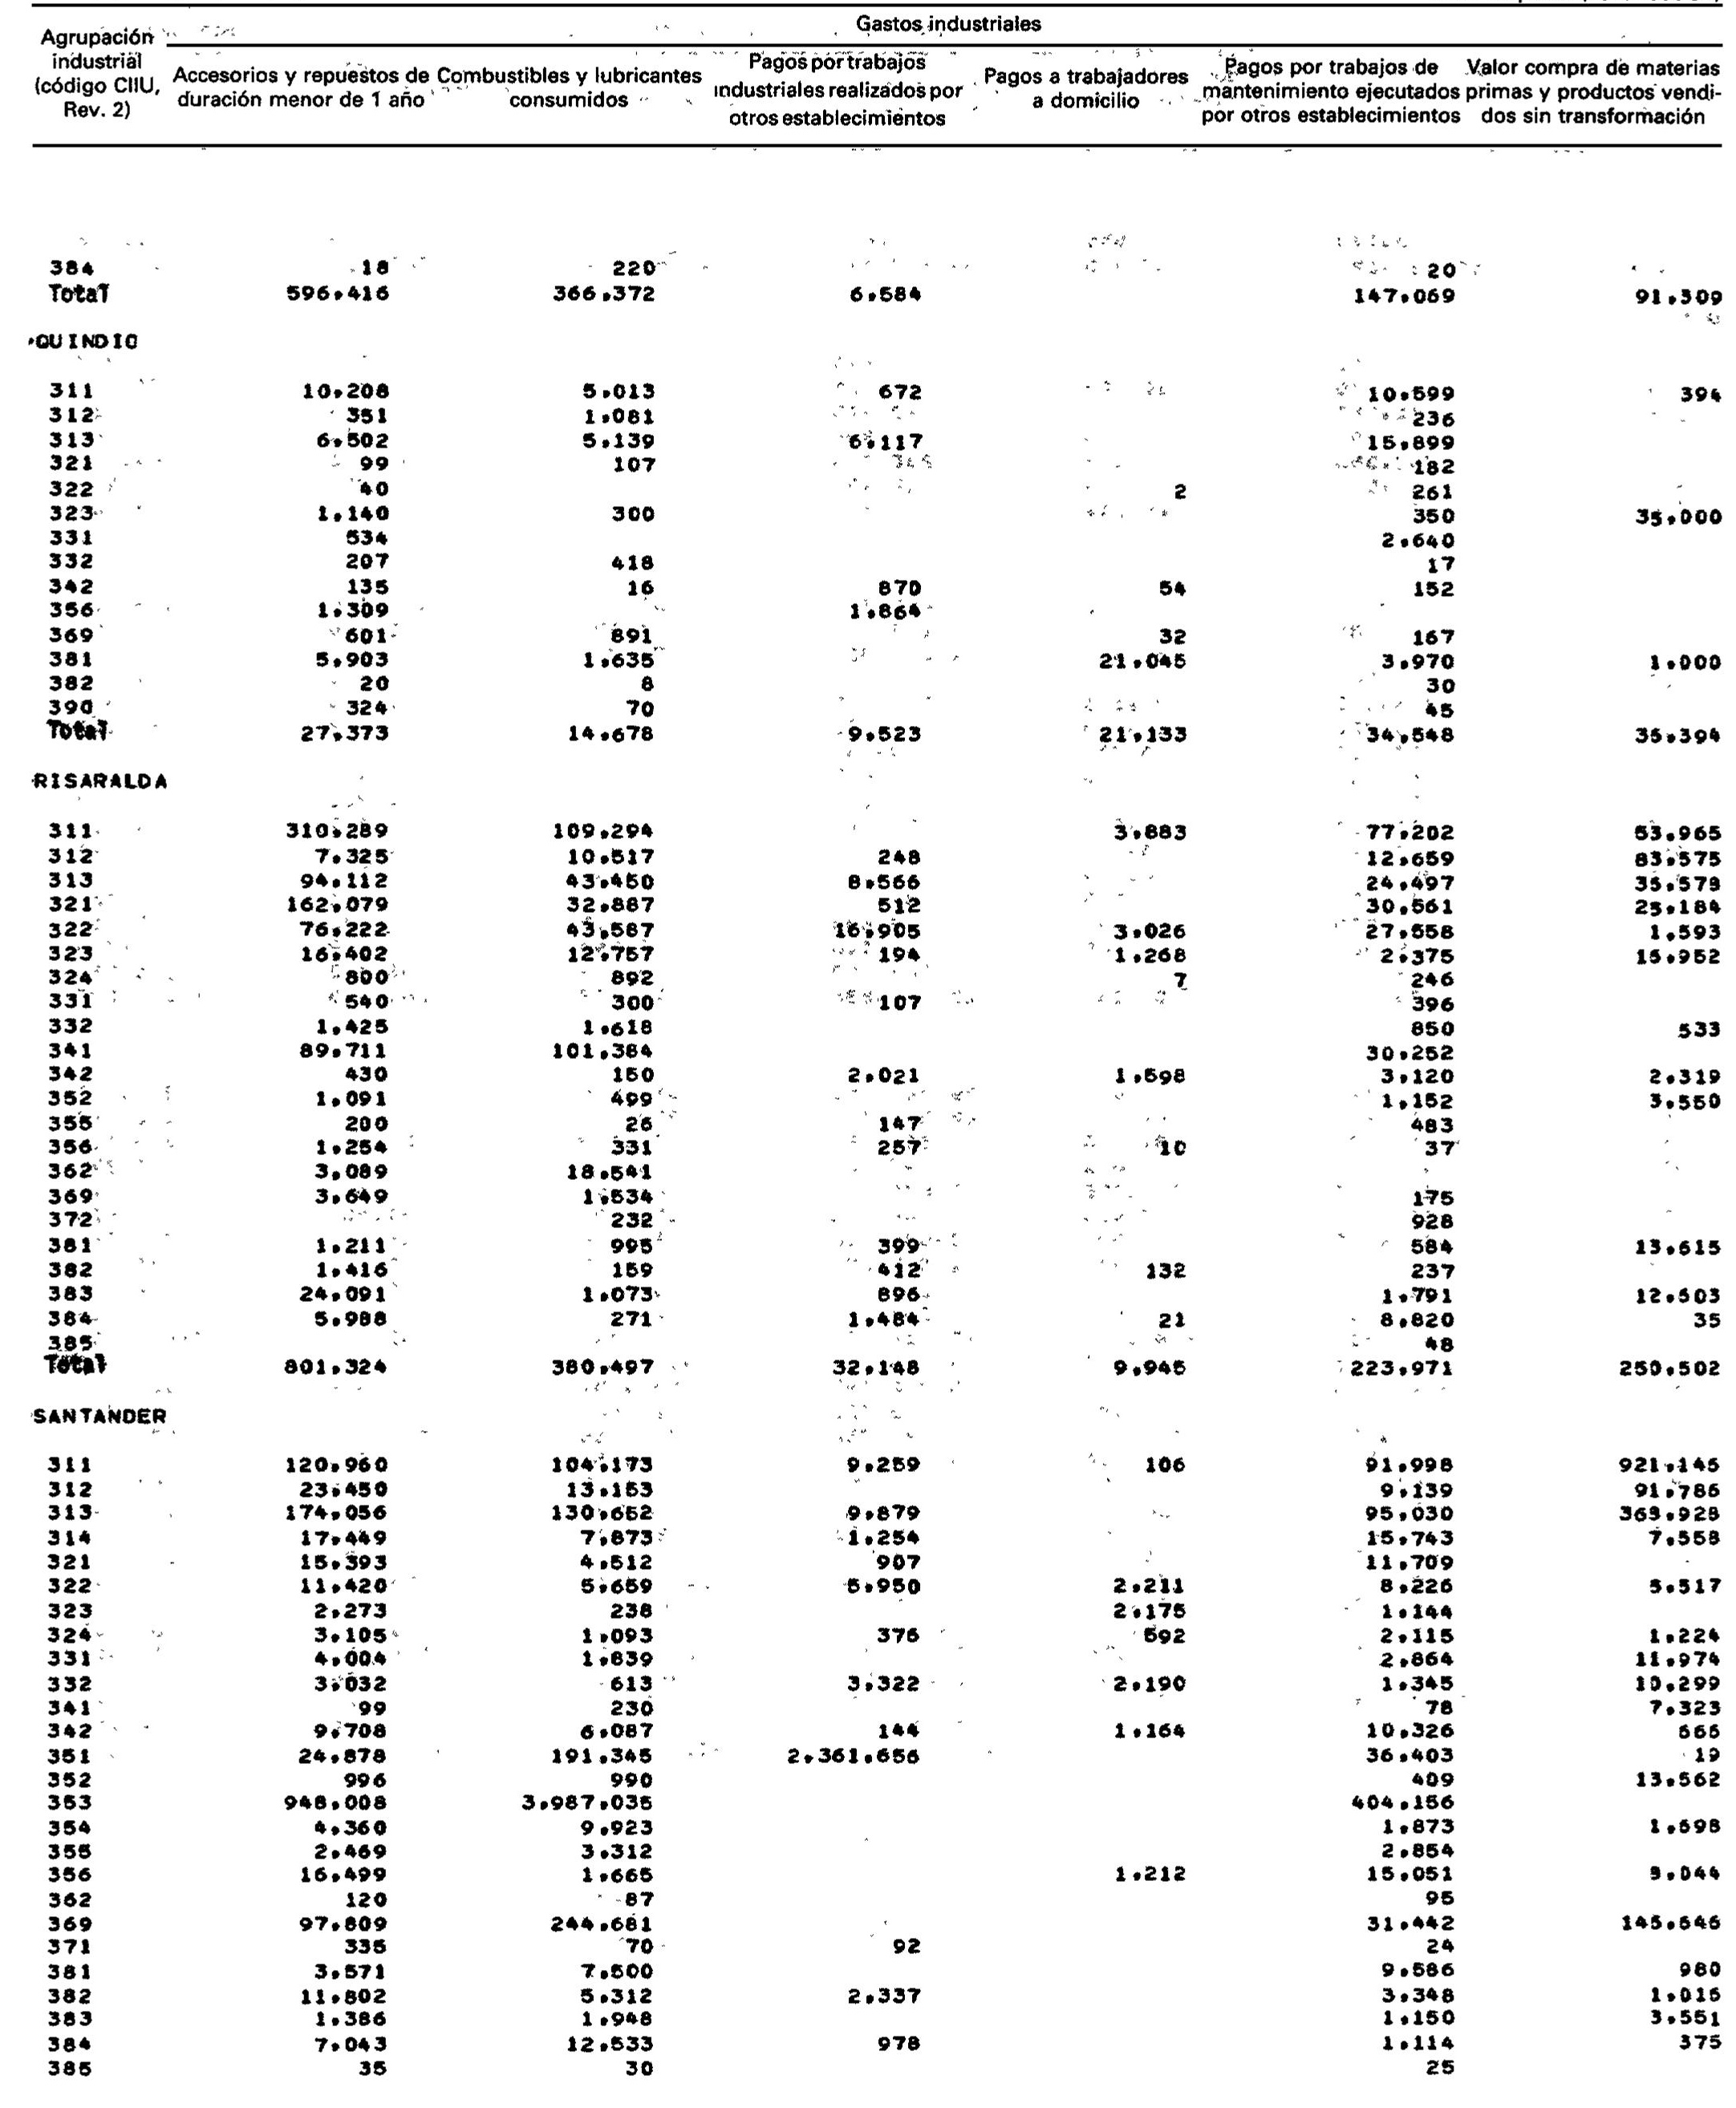 Gastos industriales
Agrupación industrial (código CIIU, Rev. 2) Accesorios y repuestos de duración menor de 1 año Combustibles y lubricantes consumidos Pagos por trabajos industriales realizados por otros establecimientos Pagos a trabajadores a domicilio Pagos por trabajos de mantenimiento ejecutados por otros establecimientos Valor compra de materias primas y productos vendidos sin transformación
384 18 220 20
Total 596.416 366.372 6.584 147.069 91.309
QUINDIO
311 10.208 5.013 672 10.599 394
312 351 1.081 236
313 6.502 5.139 6.117 15.899
321 99 107 182
322 40 2 261
323 1.140 300 350 35.000
331 534 2.640
332 207 418 17
342 135 16 870 54 152
356 1.309 1.864
369 601 891 32 167
381 5.903 1.635 21.045 3.970 1.000
382 20 8 30
390 324 70 45
Total 27.373 14.678 9.523 21.133 34.548 36.394
RISARALDA
311 310.289 109.294 3.883 77.202 53.965
312 7.325 10.517 248 12.659 83.575
313 94.112 43.450 8.566 24.497 35.579
321 162.079 32.887 512 30.561 25.184
322 76.222 43.587 16.905 3.026 27.558 1.593
323 16.402 12.757 194 1.268 2.375 15.952
324 800 892 7 246
331 540 300 107 396
332 1.425 1.618 850 533
341 89.711 101.384 30.252
342 430 150 2.021 1.598 3.120 2.319
352 1.091 499 1.152 3.550
355 200 26 147 483
356 1.254 331 257 10 37
362 3.089 18.541
369 3.649 1.534 175
372 232 928
381 1.211 995 399 584 13.615
382 1.416 159 412 132 237
383 24.091 1.073 896 1.791 12.603
384 5.988 271 1.484 21 8.820 35
385 48
Total 801.324 380.497 32.148 9.945 223.971 250.502
SANTANDER
311 120.960 104.173 9.259 106 91.998 921.145
312 23.450 13.153 9.139 91.786
313 174.056 130.652 9.879 95.030 363.928
314 17.449 7.873 1.254 15.743 7.558
321 15.393 4.512 907 11.709
322 11.420 5.659 5.950 2.211 8.226 5.517
323 2.273 238 2.175 1.144
324 3.105 1.093 376 592 2.115 1.224
331 4.004 1.839 2.864 11.974
332 3.032 613 3.322 2.190 1.345 10.299
341 99 230 78 7.323
342 9.708 6.087 144 1.164 10.326 666
351 24.878 191.345 2.361.656 36.403 19
352 996 990 409 13.562
353 948.008 3.987.035 404.156
354 4.360 9.923 1.873 1.598
355 2.469 3.312 2.854
356 16.499 1.665 1.212 15.051 9.044
362 120 87 95
369 97.809 244.681 31.442 145.646
371 335 70 92 24
381 3.571 7.500 9.586 980
382 11.802 5.312 2.337 3.348 1.015
383 1.386 1.948 1.150 3.551
384 7.043 12.533 978 1.114 375
385 35 30 25